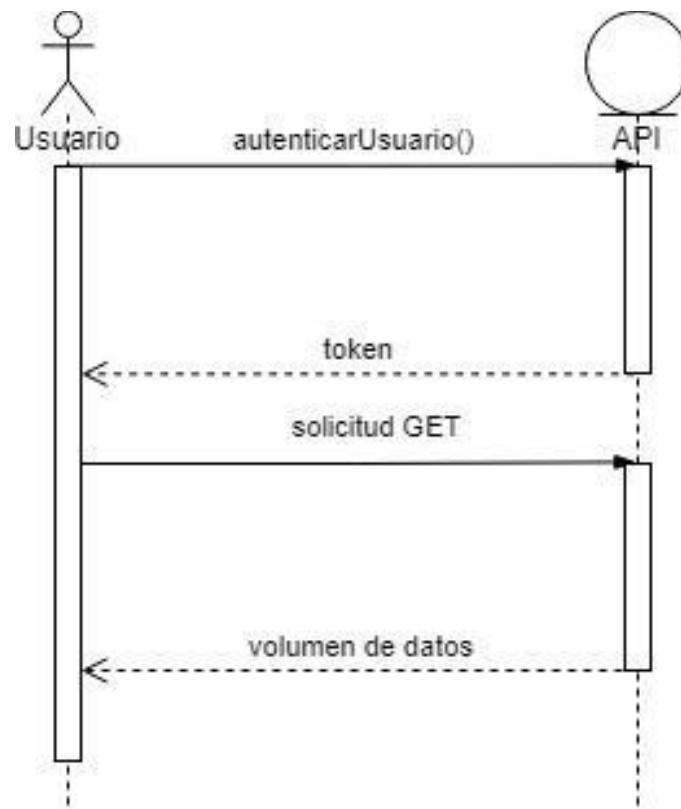 Usuario
API
autenticarUsuario()
token
solicitud GET
volumen de datos